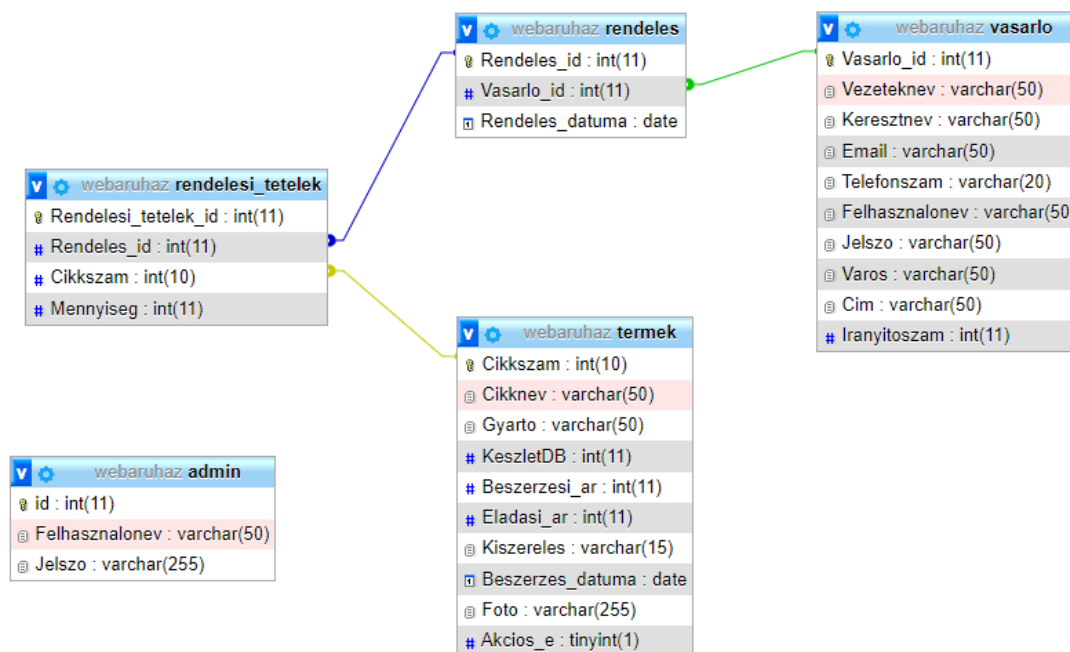 webaruhaz rendeles
Rendeles_id : int(11)
Vasarlo_id : int(11)
Rendeles_datuma : date
webaruhaz vasarlo
Vasarlo_id : int(11)
Vezeteknev : varchar(50)
Keresztnev : varchar(50)
Email : varchar(50)
Telefonszam : varchar(20)
Felhasznalonev : varchar(50
Jelszo : varchar(50)
Varos : varchar(50)
Cim : varchar(50)
Iranyitoszam : int(11)
webaruhaz rendelesi_tetelek
Rendelesi_tetelek_id : int(11)
Rendeles_id : int(11)
Cikkszam : int(10)
Mennyiseg : int(11)
webaruhaz termek
Cikkszam : int(10)
Cikknev : varchar(50)
Gyarto : varchar(50)
KeszletDB : int(11)
Beszerzesi_ar : int(11)
Eladasi_ar : int(11)
Kiszereles : varchar(15)
Beszerzes_datuma : date
Foto : varchar(255)
Akcios_e : tinyint(1)
webaruhaz admin
id : int(11)
Felhasznalonev : varchar(50)
Jelszo : varchar(255)